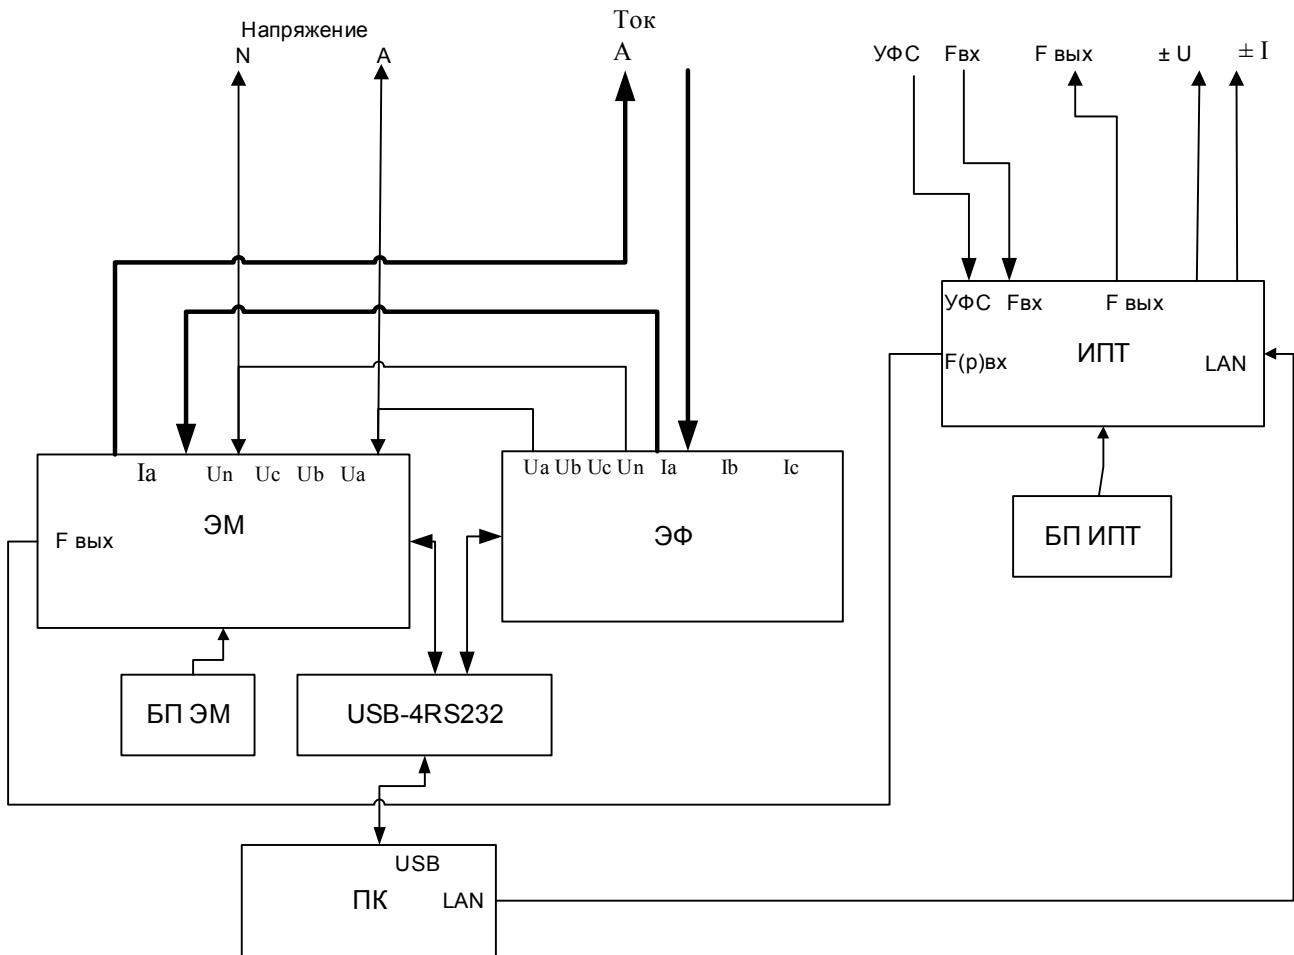 Напряжение
N
A
Ток
A
УФС
Fвх
F вых
± U
± I
УФС Fвх F вых
ИПТ
F(p)вх
LAN
Ia
Un Uc Ub Ua
ЭМ
F вых
Ua Ub Uc Un Ia Ib Ic
ЭФ
БП ИПТ
БП ЭМ
USB-4RS232
USB
ПК
LAN